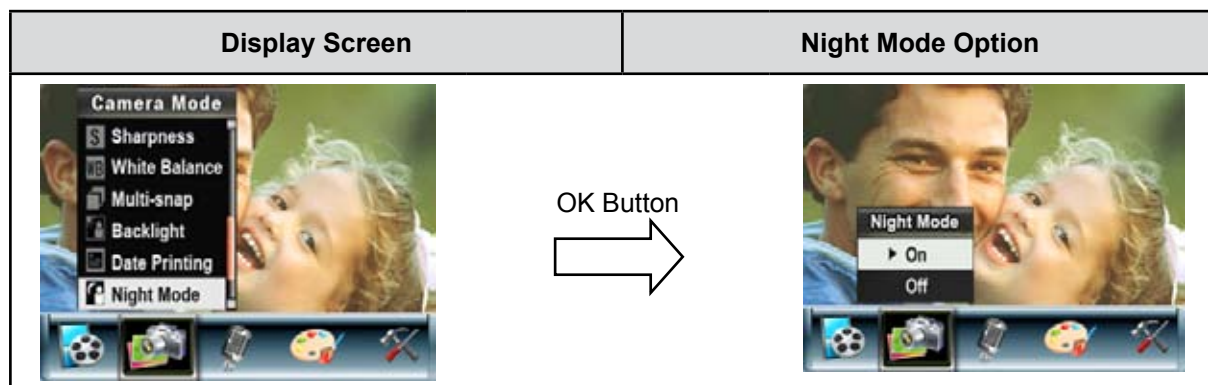 Display Screen
Night Mode Option
Camera Mode
S Sharpness
WB White Balance
Multi-snap
Backlight
Date Printing
Night Mode
OK Button
Night Mode
On
Off